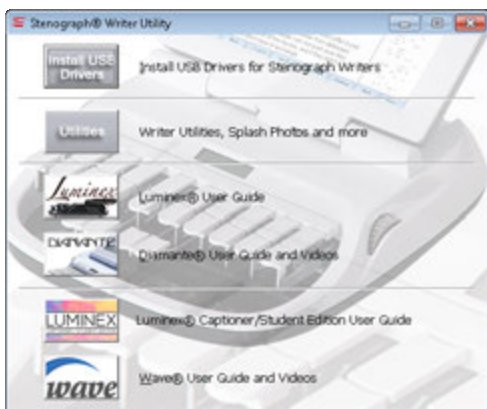 Stenograph® Writer Utility
Install USB
Drivers
Install USB Drivers for Stenograph Writers
Utilities
Writer Utilities, Splash Photos and more
Luminex
Luminex® User Guide
DIAMANTE
Diamante® User Guide and Videos
LUMINEX
Luminex® Captioner/Student Edition User Guide
wave
Wave® User Guide and Videos